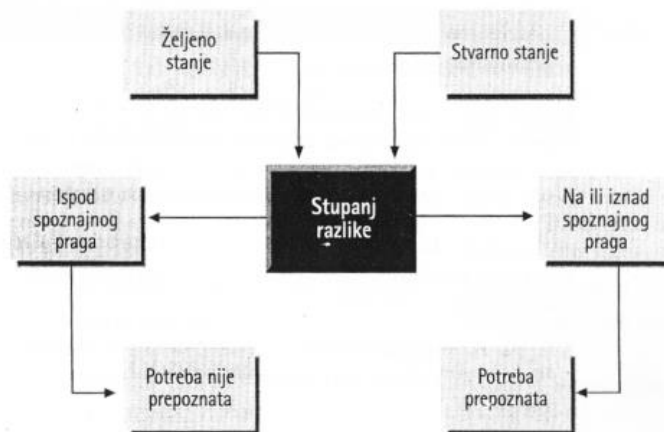 Željeno
stanje
Stvarno stanje
Ispod
spoznajnog
praga
Stupanj
razlike
Na ili iznad
spoznajnog
praga
Potreba nije
prepoznata
Potreba
prepoznata